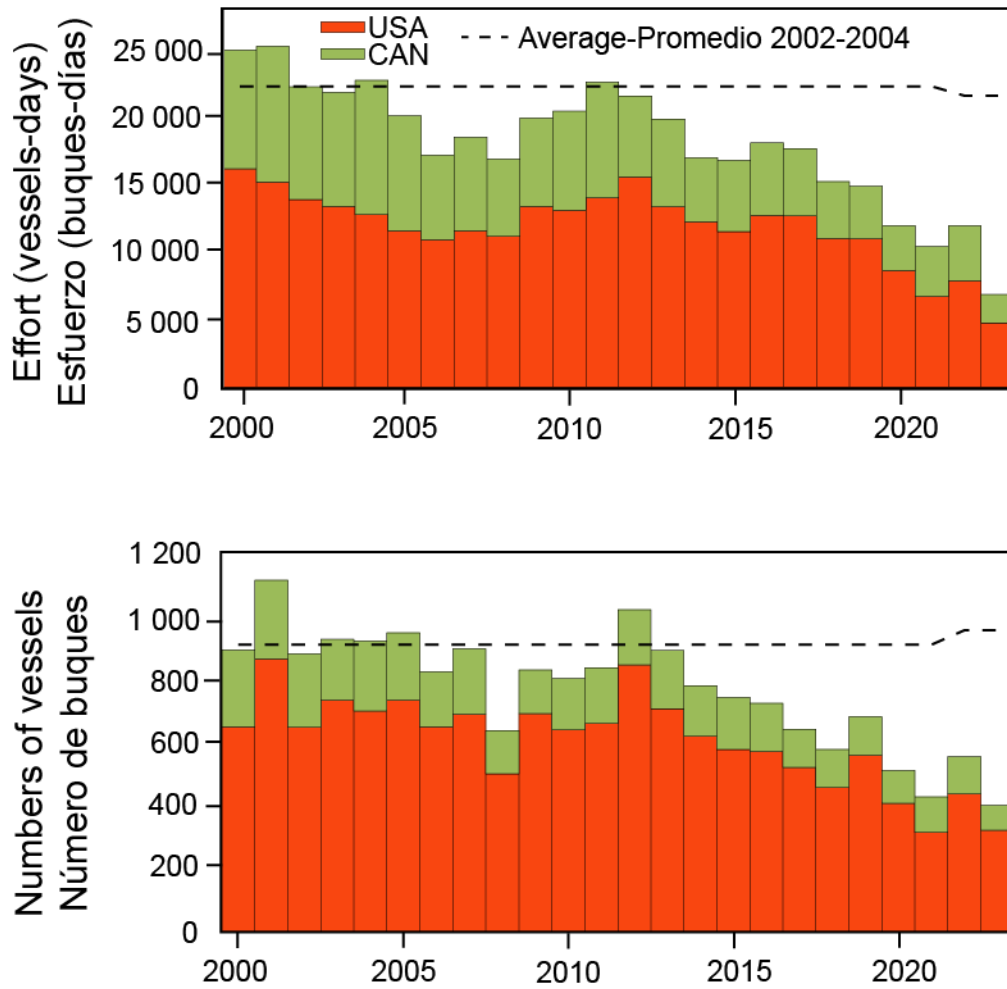 Effort (vessels-days)
Esfuerzo (buques-días)
USA
CAN
Average-Promedio 2002-2004
25 000
20 000
15 000
10 000
5 000
0
2000 2005 2010 2015 2020
Numbers of vesssels
Número de buques
1 200
1 000
800
600
400
200
0
2000 2005 2010 2015 2020